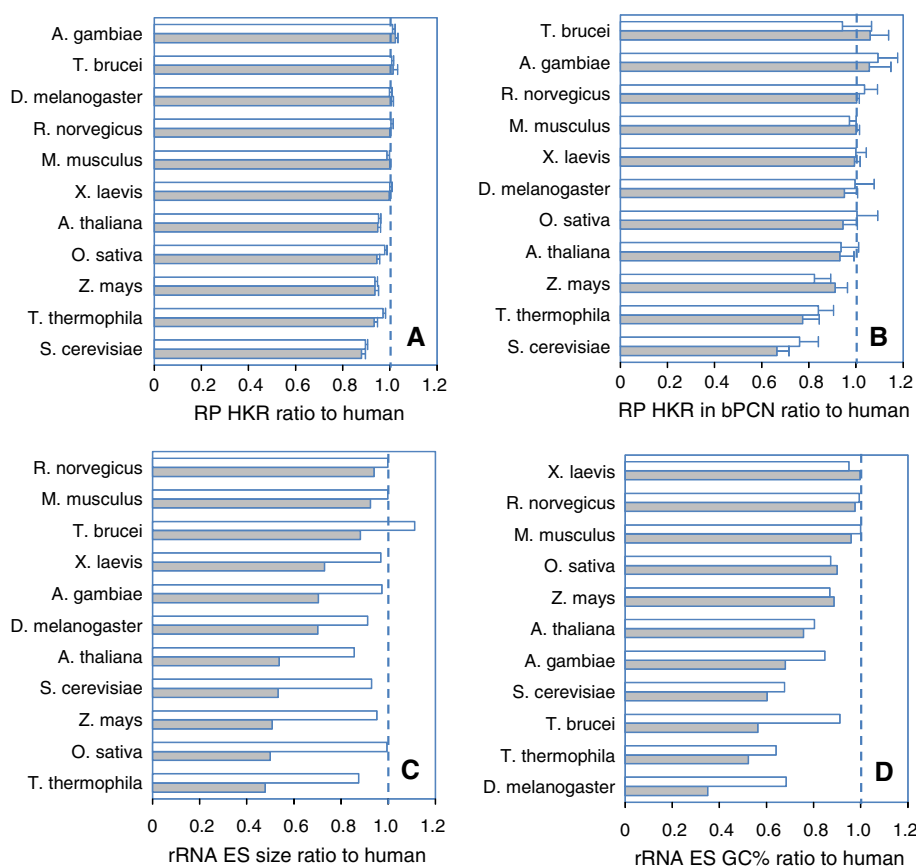 A. gambiae
T. brucei
D. melanogaster
R. norvegicus
M. musculus
X. laevis
A. thaliana
O. sativa
Z. mays
T. thermophila
S. cerevisiae
A
0 0.2 0.4 0.6 0.8 1.0 1.2
RP HKR ratio to human
T. brucei
A. gambiae
R. norvegicus
M. musculus
X. laevis
D. melanogaster
O. sativa
A. thaliana
Z. mays
T. thermophila
S. cerevisiae
B
0 0.2 0.4 0.6 0.8 1.0 1.2
RP HKR in bPCN ratio to human
R. norvegicus
M. musculus
T. brucei
X. laevis
A. gambiae
D. melanogaster
A. thaliana
S. cerevisiae
Z. mays
O. sativa
T. thermophila
C
0 0.2 0.4 0.6 0.8 1.0 1.2
rRNA ES size ratio to human
X. laevis
R. norvegicus
M. musculus
O. sativa
Z. mays
A. thaliana
A. gambiae
S. cerevisiae
T. brucei
T. thermophila
D. melanogaster
D
0 0.2 0.4 0.6 0.8 1.0 1.2
rRNA ES GC% ratio to human